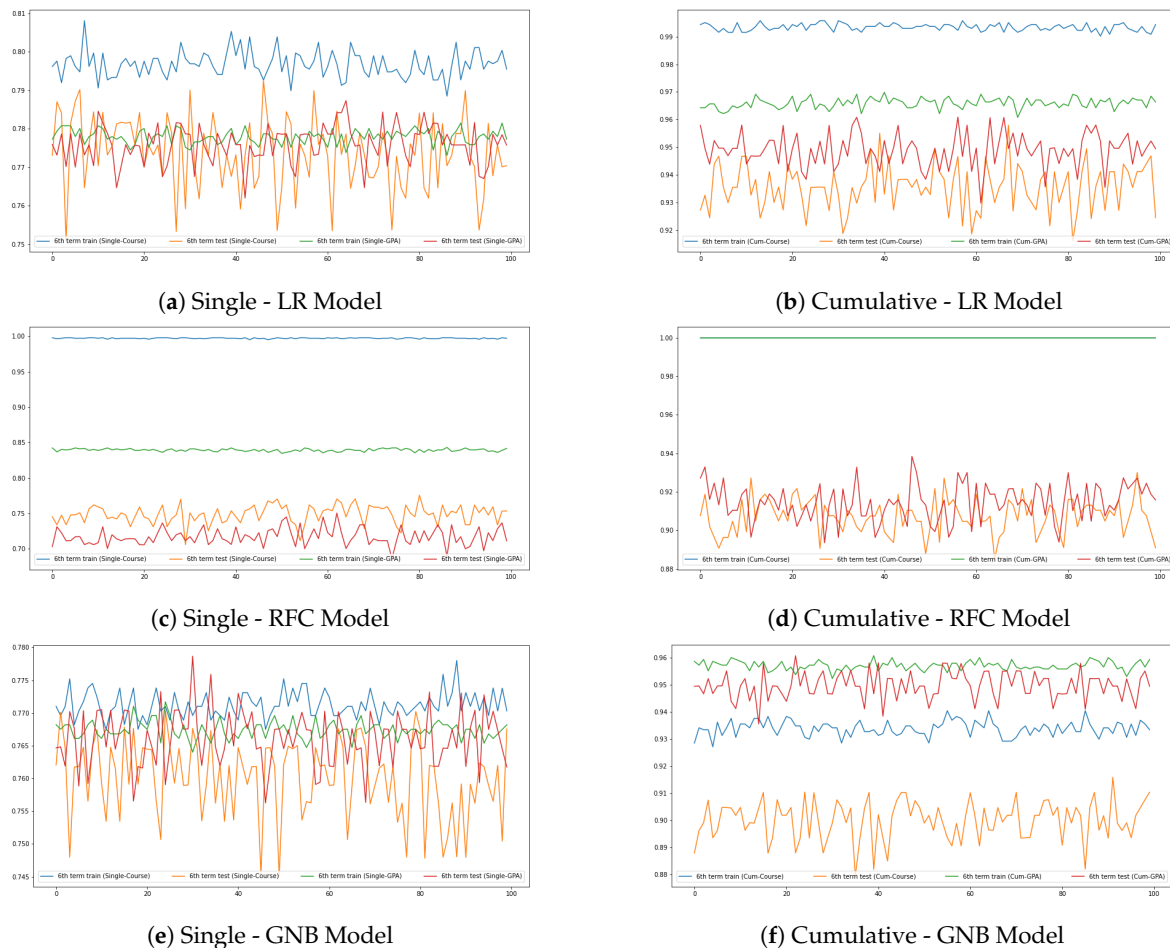 0.81
0.80
0.79
0.78
0.77
0.76
0.75
6th term train (Single-Course) 6th term test (Single-Course) 6th term train (Single-GPA) 6th term test (Single-GPA)
0 20 40 60 80 100
(a) Single - LR Model
0.99
0.98
0.97
0.96
0.95
0.94
0.93
0.92
6th term train (Cum-Course) 6th term test (Cum-Course) 6th term train (Cum-GPA) 6th term test (Cum-GPA)
0 20 40 60 80 100
(b) Cumulative - LR Model
1.00
0.95
0.90
0.85
0.80
0.75
0.70
6th term train (Single-Course) 6th term test (Single-Course) 6th term train (Single-GPA) 6th term test (Single-GPA)
0 20 40 60 80 100
(c) Single - RFC Model
1.00
0.98
0.96
0.94
0.92
0.90
0.88
6th term train (Cum-Course) 6th term test (Cum-Course) 6th term train (Cum-GPA) 6th term test (Cum-GPA)
0 20 40 60 80 100
(d) Cumulative - RFC Model
0.780
0.775
0.770
0.765
0.760
0.755
0.750
0.745
6th term train (Single-Course) 6th term test (Single-Course) 6th term train (Single-GPA) 6th term test (Single-GPA)
0 20 40 60 80 100
(e) Single - GNB Model
0.96
0.95
0.94
0.93
0.92
0.91
0.90
0.89
0.88
6th term train (Cum-Course) 6th term test (Cum-Course) 6th term train (Cum-GPA) 6th term test (Cum-GPA)
0 20 40 60 80 100
(f) Cumulative - GNB Model